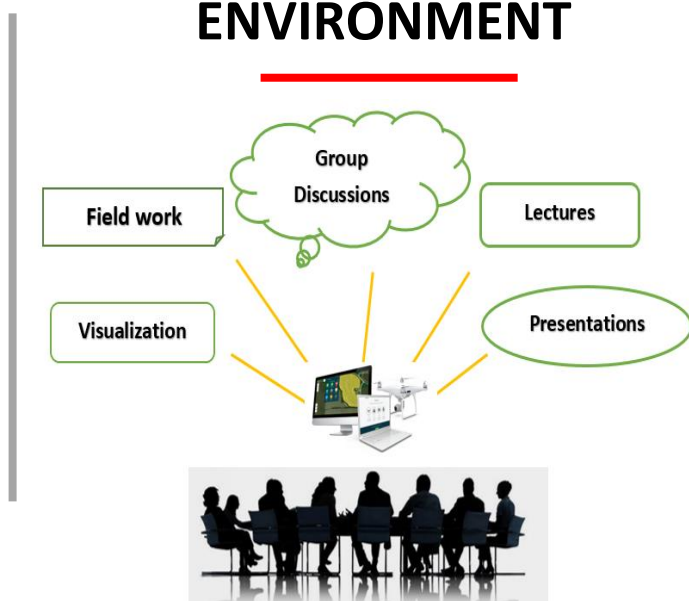 ENVIRONMENT
Group
Discussions
Field work
Lectures
Visualization
Presentations